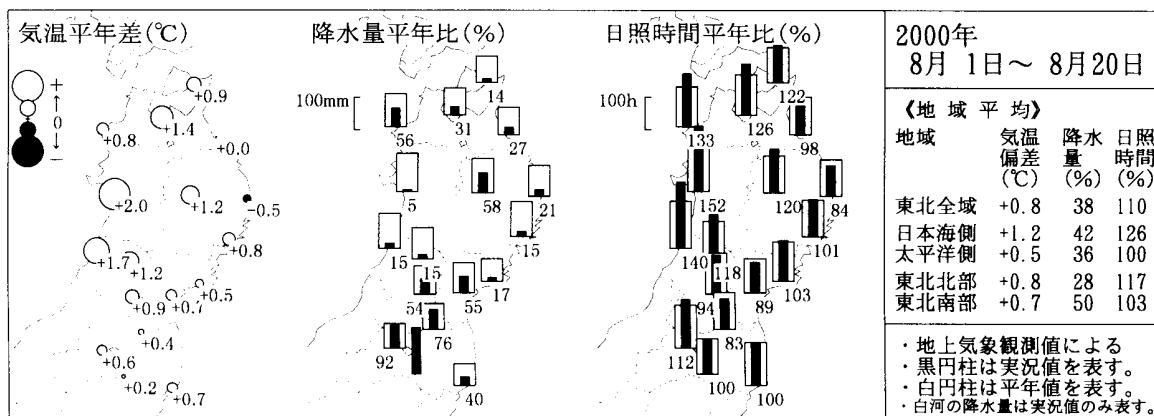 気温平年差(℃)
+
0
−
+0.9
+1.4
+0.8
+0.0
+2.0
+1.2
−0.5
+0.8
+1.7
+1.2
+0.5
+0.9
+0.7
+0.4
+0.6
+0.2
+0.7
降水量平年比(%)
100mm
14
31
56
27
5
58
21
15
15
15
17
54
55
76
92
40
日照時間平年比(%)
100h
122
126
133
98
152
120
84
101
140
118
103
94
89
83
112
100
100
2000年
8月 1日～ 8月20日
《地 域 平 均》
地域 気温 降水 日照
偏差 量 時間
(℃) (%) (%)
東北全域 +0.8 38 110
日本海側 +1.2 42 126
太平洋側 +0.5 36 100
東北北部 +0.8 28 117
東北南部 +0.7 50 103
・地上気象観測値による
・黒円柱は実況値を表す。
・白円柱は平年値を表す。
・白河の降水量は実況値のみ表す。